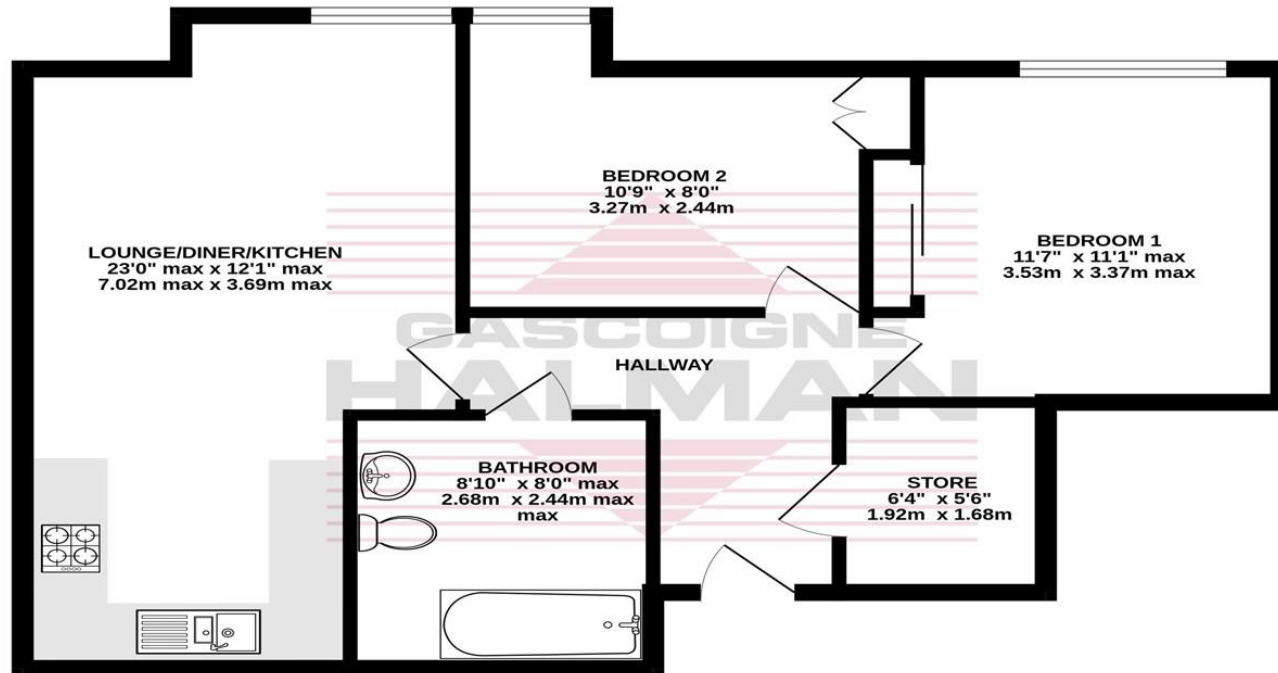 BEDROOM 2
10'9" x 8'0"
3.27m x 2.44m
LOUNGE/DINER/KITCHEN
23'0" max x 12'1" max
7.02m max x 3.69m max
BEDROOM 1
11'7" x 11'1" max
3.53m x 3.37m max
GASCOIGNE
HALMAN
HALLWAY
BATHROOM
8'10" x 8'0" max
2.68m x 2.44m max
max
STORE
6'4" x 5'6"
1.92m x 1.68m